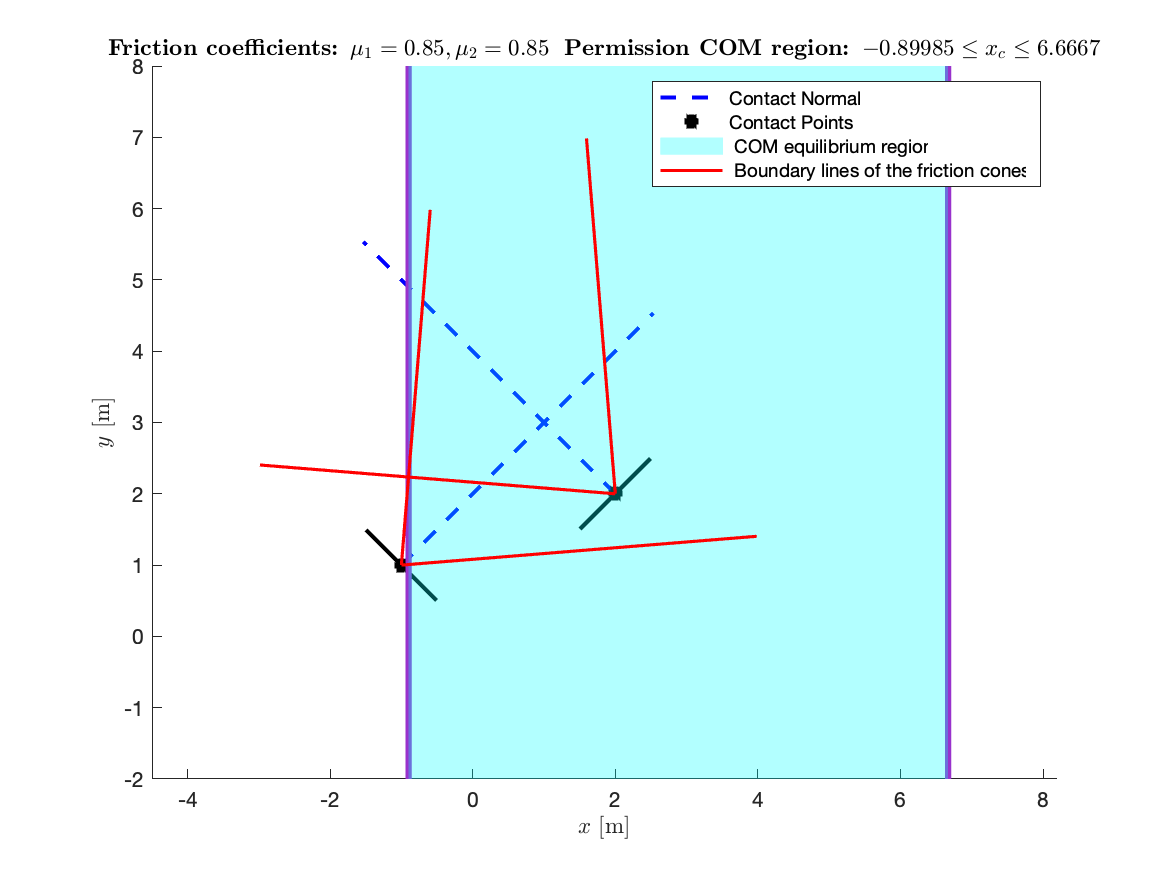 Friction coefficients: μ₁ = 0.85, μ₂ = 0.85 Permission COM region: −0.89985 ≤ x_c ≤ 6.6667
8
7
6
5
4
3
2
1
0
-1
-2
y [m]
Contact Normal
Contact Points
COM equilibrium region
Boundary lines of the friction cones
-4
-2
0
2
4
6
8
x [m]